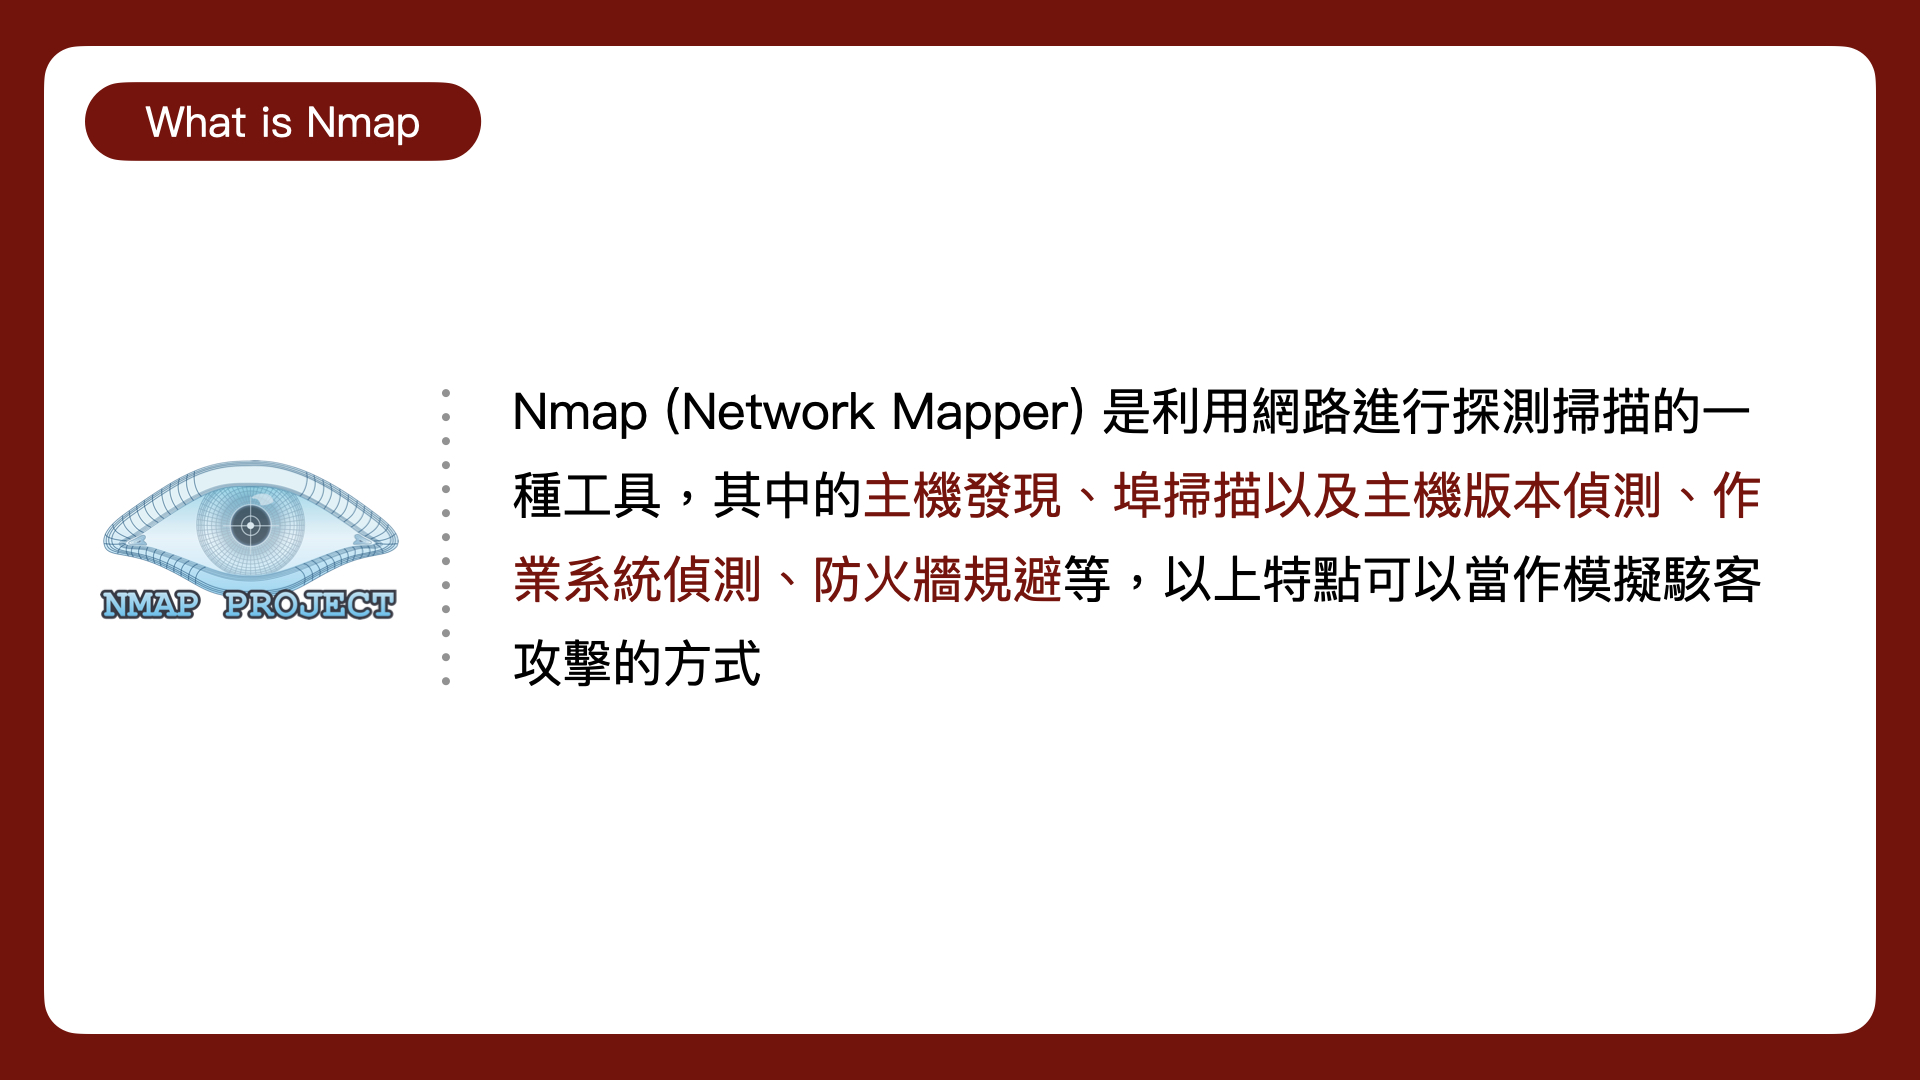 What is Nmap
Nmap (Network Mapper) 是利用網路進行探測掃描的一
種工具，其中的主機發現、埠掃描以及主機版本偵測、作
業系統偵測、防火牆規避等，以上特點可以當作模擬駭客
攻擊的方式
NMAP PROJECT